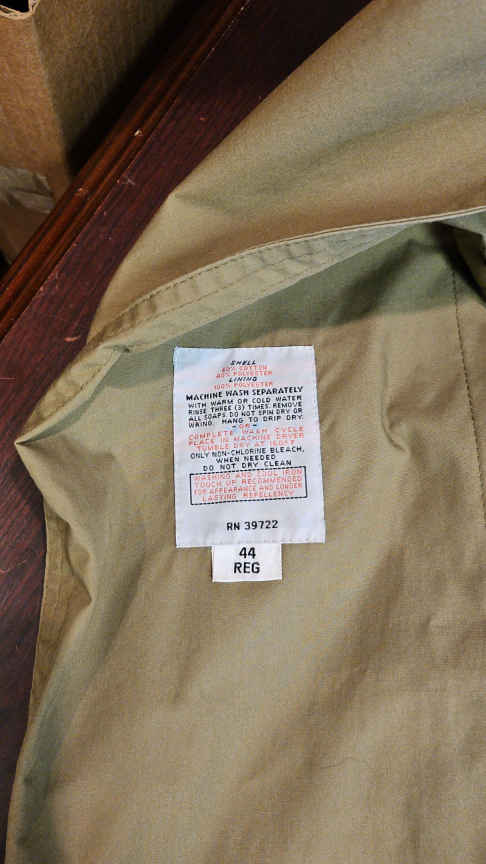 SHELL
60% COTTON
40% POLYESTER
LINING
100% POLYESTER
MACHINE WASH SEPARATELY
WITH WARM OR COLD WATER
RINSE THREE (3) TIMES. REMOVE
ALL SOAPS. DO NOT SPIN DRY OR
WRING. HANG TO DRIP DRY.
-OR-
COMPLETE WASH CYCLE
PLACE IN MACHINE DRYER
TUMBLE DRY AT 160°F
ONLY NON-CHLORINE BLEACH,
WHEN NEEDED
DO NOT DRY CLEAN
WASHING AND COOL IRON
TOUCH UP RECOMMENDED
FOR APPEARANCE AND LONGER
LASTING REPELLENCY
RN 39722
44
REG